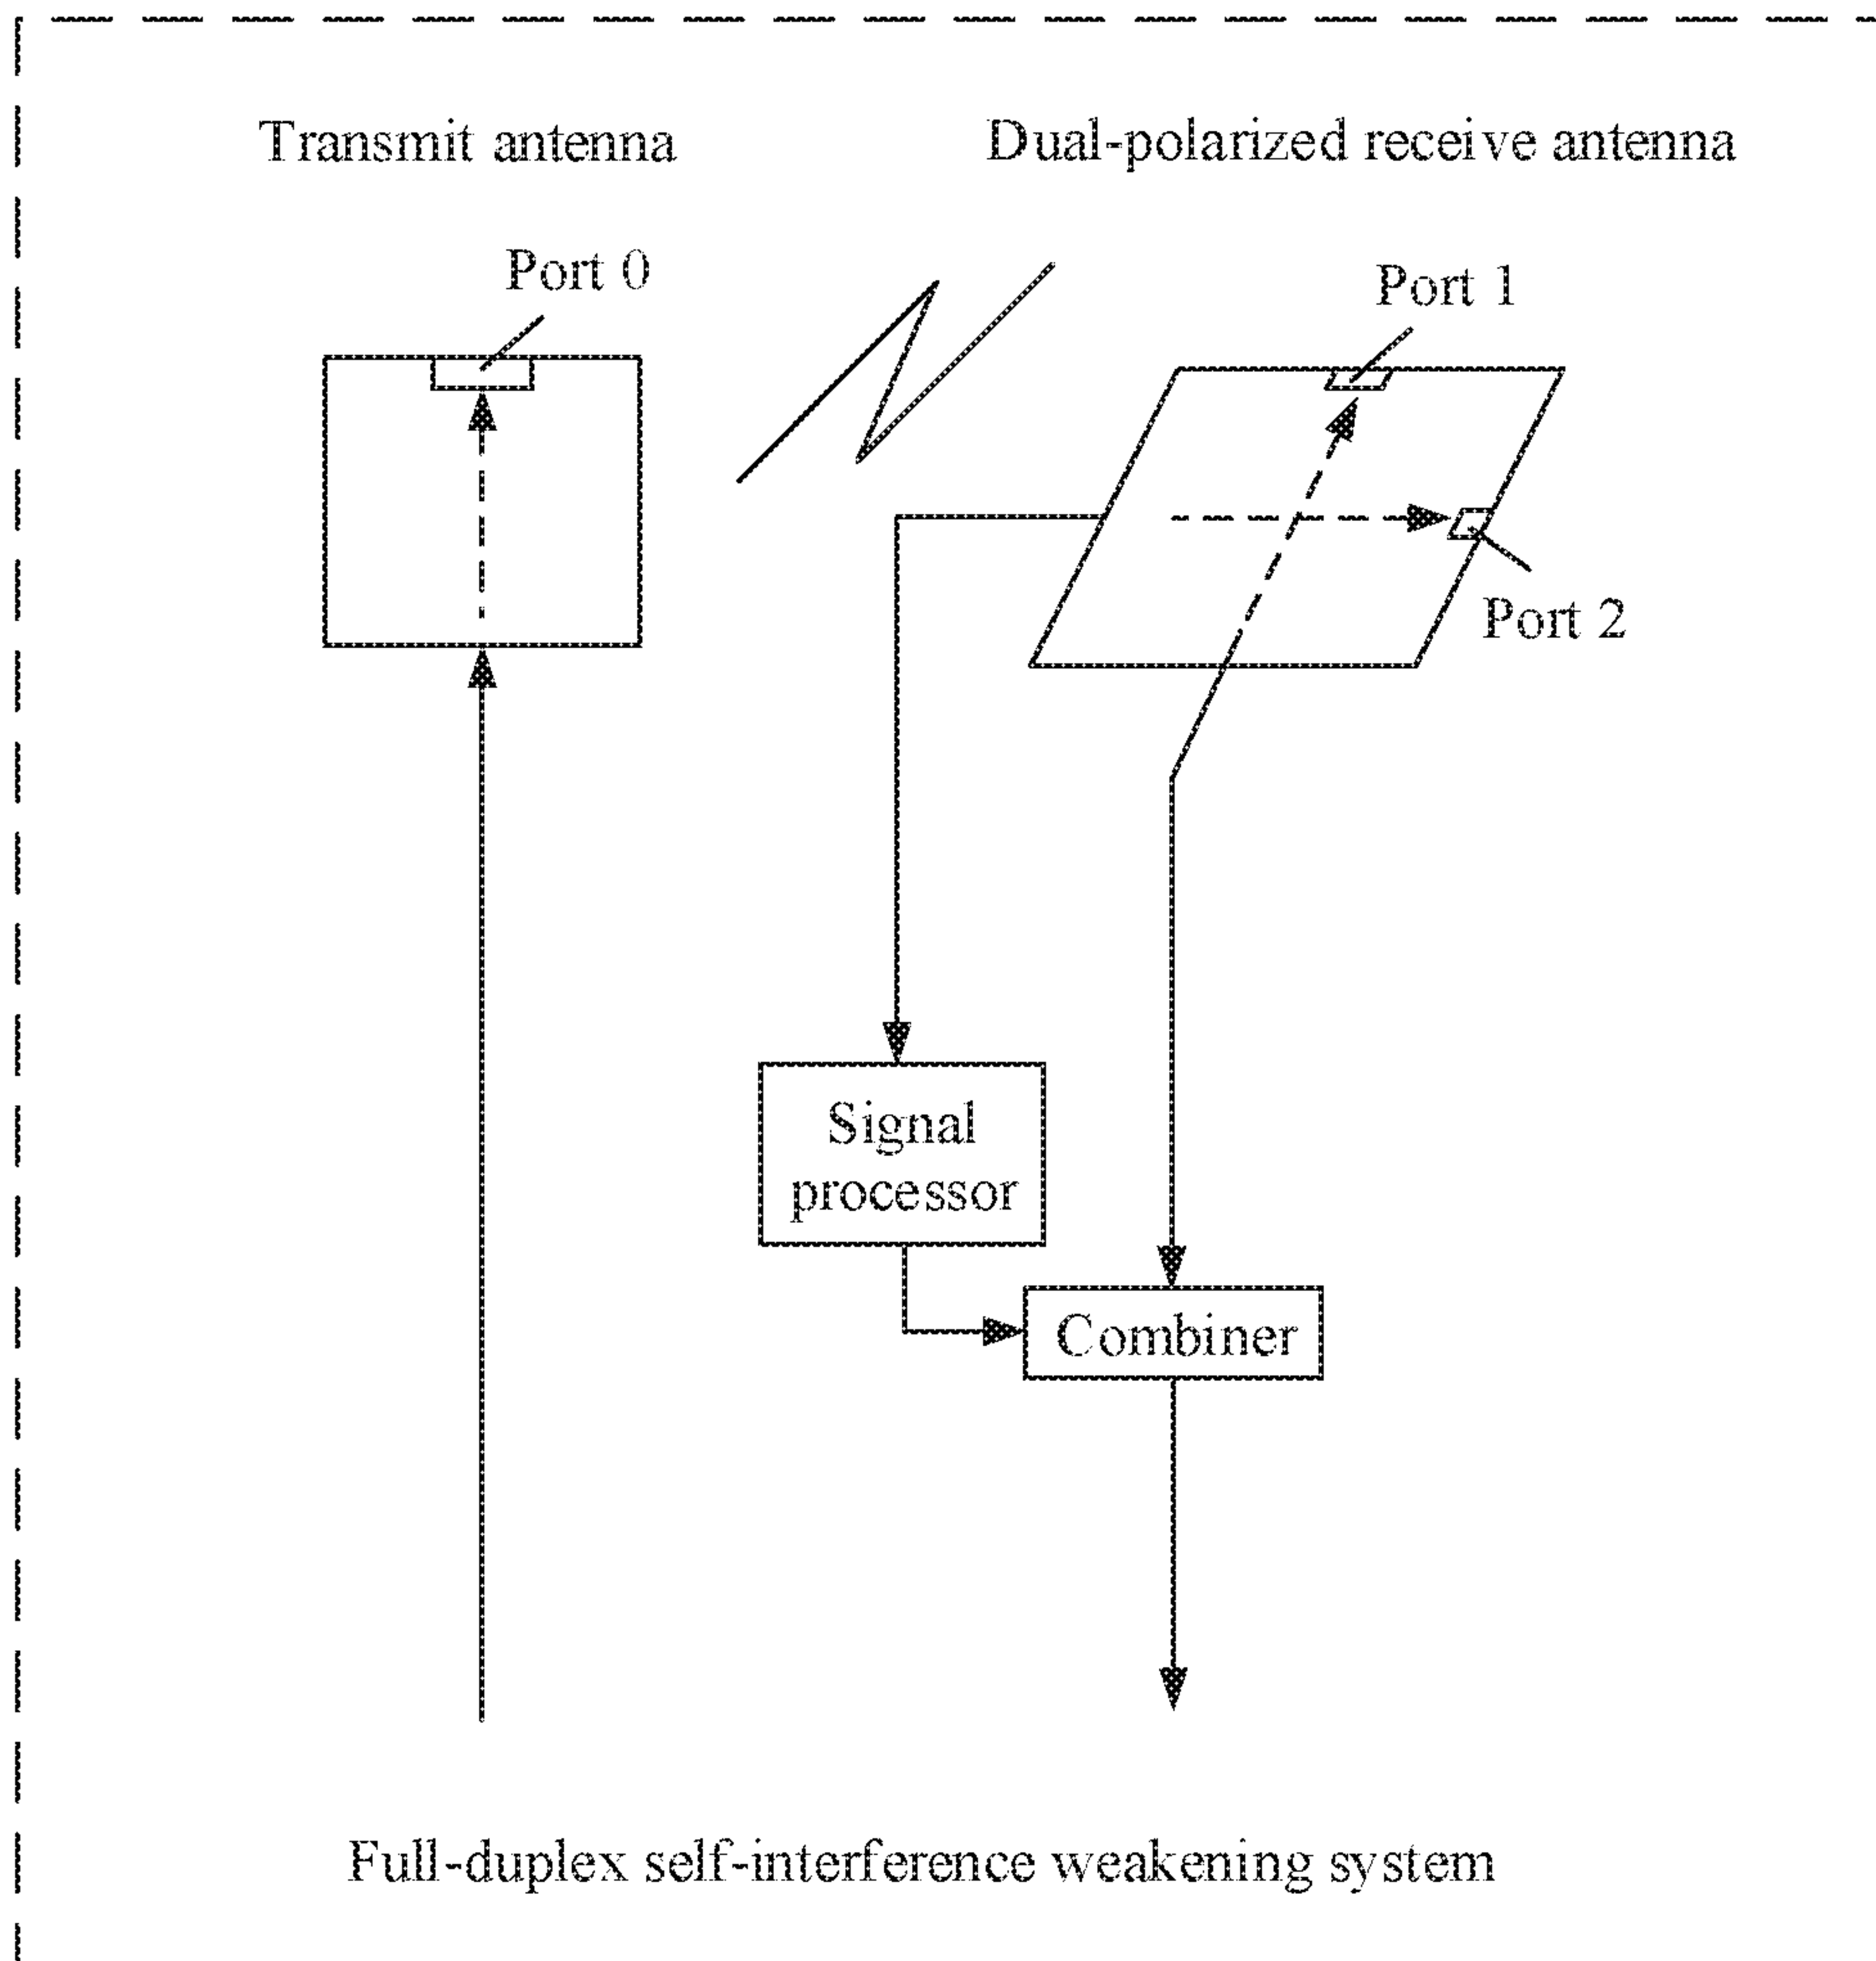 Transmit antenna
Dual-polarized receive antenna
Port 0
Port 1
Port 2
Signal
processor
Combiner
Full-duplex self-interference weakening system